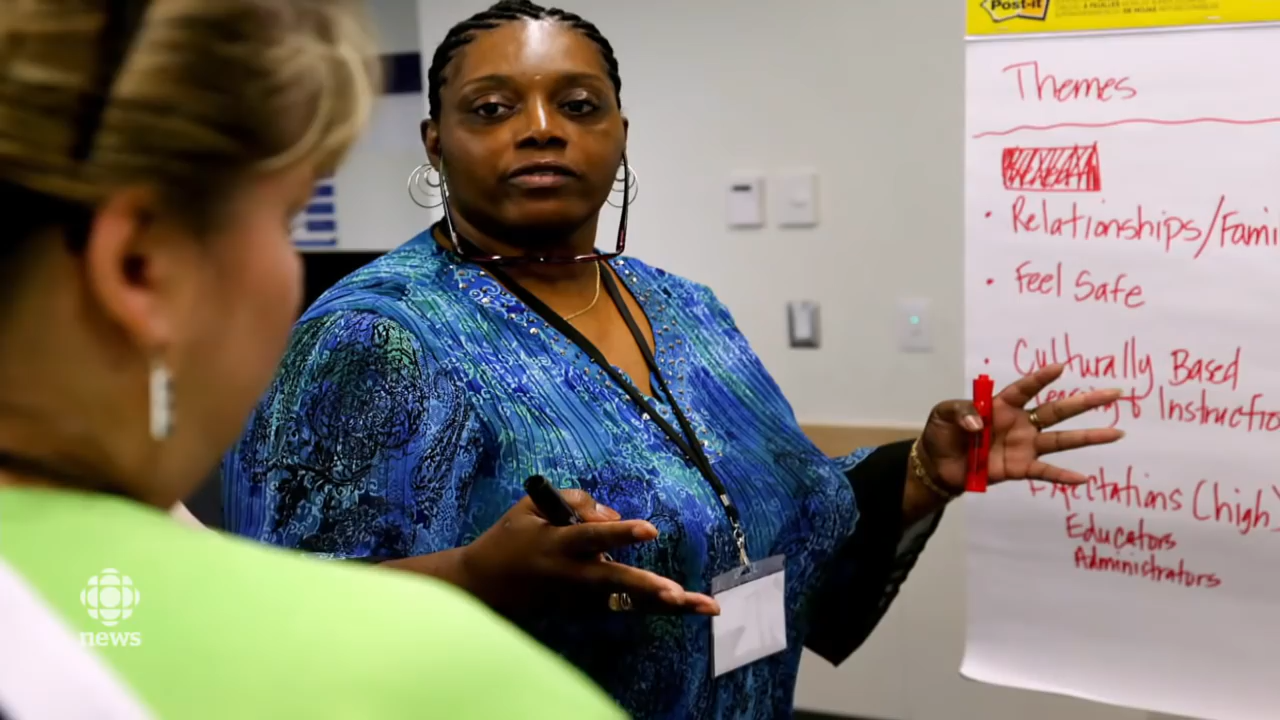 Post-it
Themes
• Relationships/Fami
• Feel Safe
• Culturally Based
& Instructio
Expectations (high)
Educators
Administrators
news